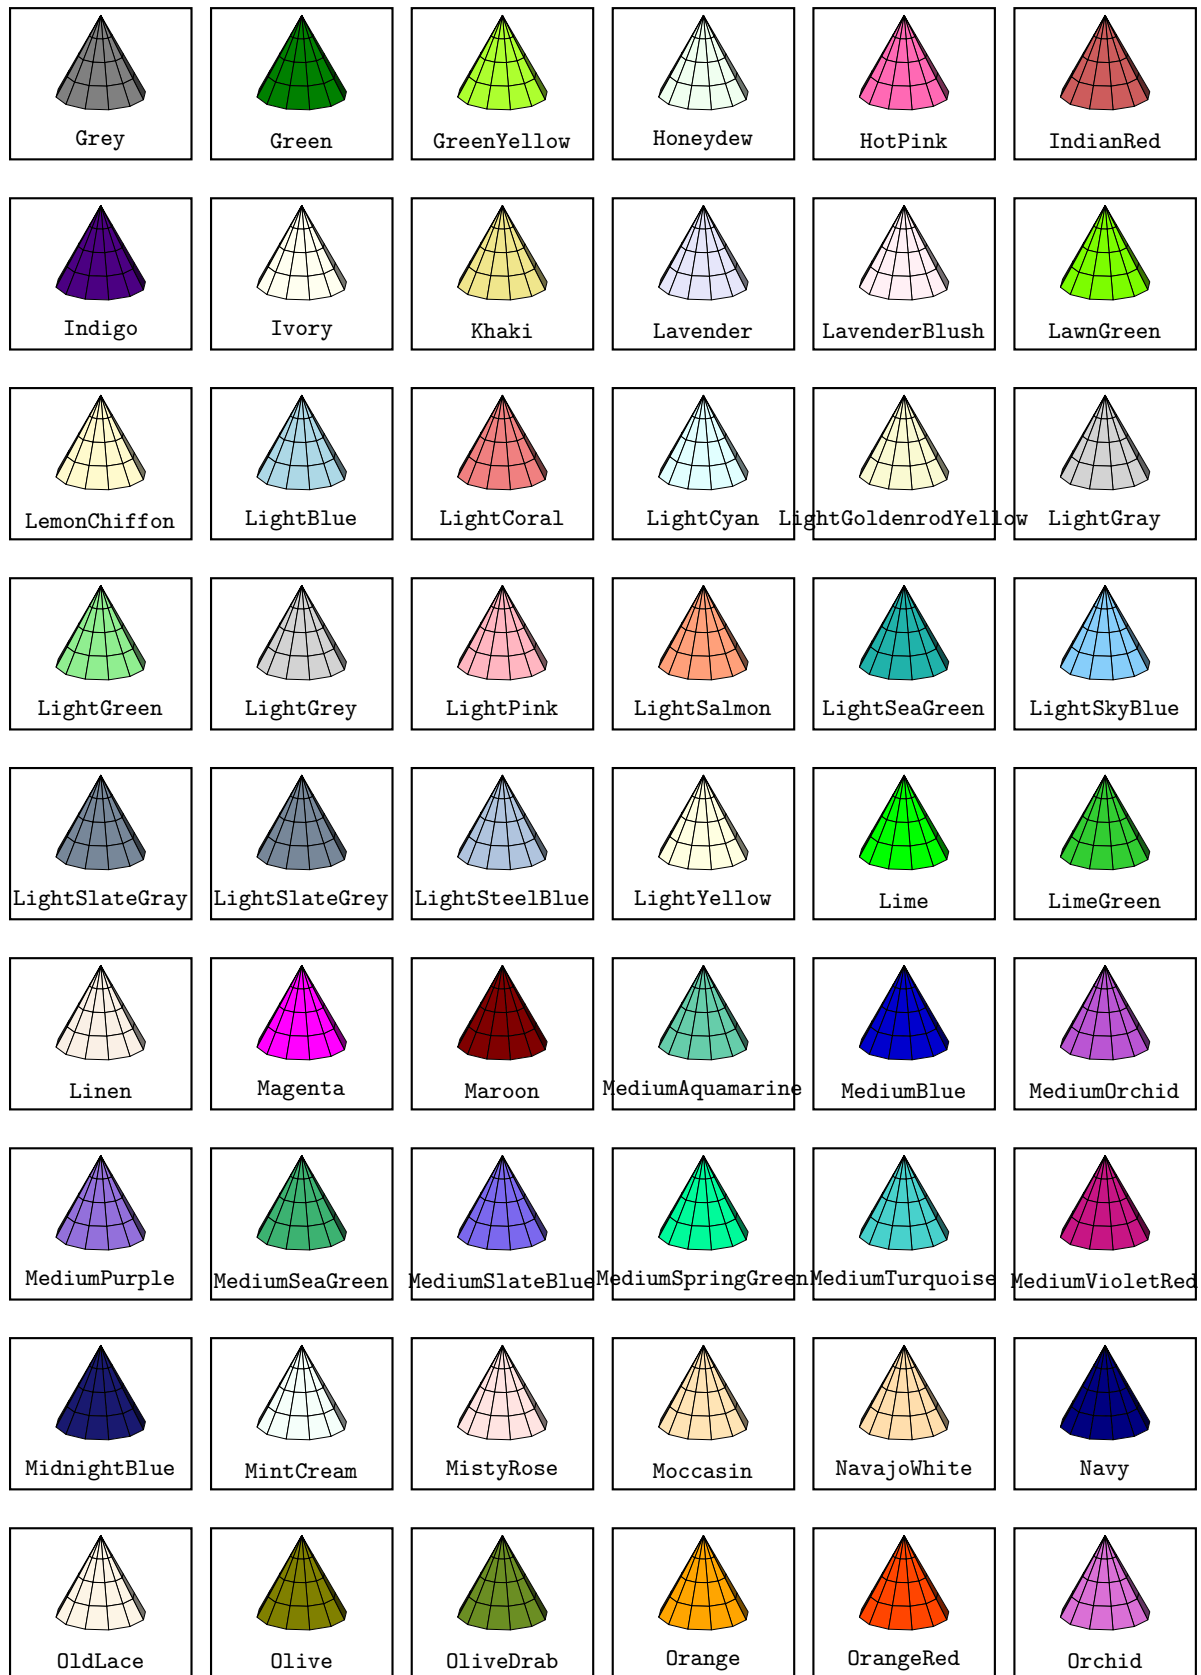 Grey Green GreenYellow Honeydew HotPink IndianRed
Indigo Ivory Khaki Lavender LavenderBlush LawnGreen
LemonChiffon LightBlue LightCoral LightCyan LightGoldenrodYellow LightGray
LightGreen LightGrey LightPink LightSalmon LightSeaGreen LightSkyBlue
LightSlateGray LightSlateGrey LightSteelBlue LightYellow Lime LimeGreen
Linen Magenta Maroon MediumAquamarine MediumBlue MediumOrchid
MediumPurple MediumSeaGreen MediumSlateBlue MediumSpringGreen MediumTurquoise MediumVioletRed
MidnightBlue MintCream MistyRose Moccasin NavajoWhite Navy
OldLace Olive OliveDrab Orange OrangeRed Orchid